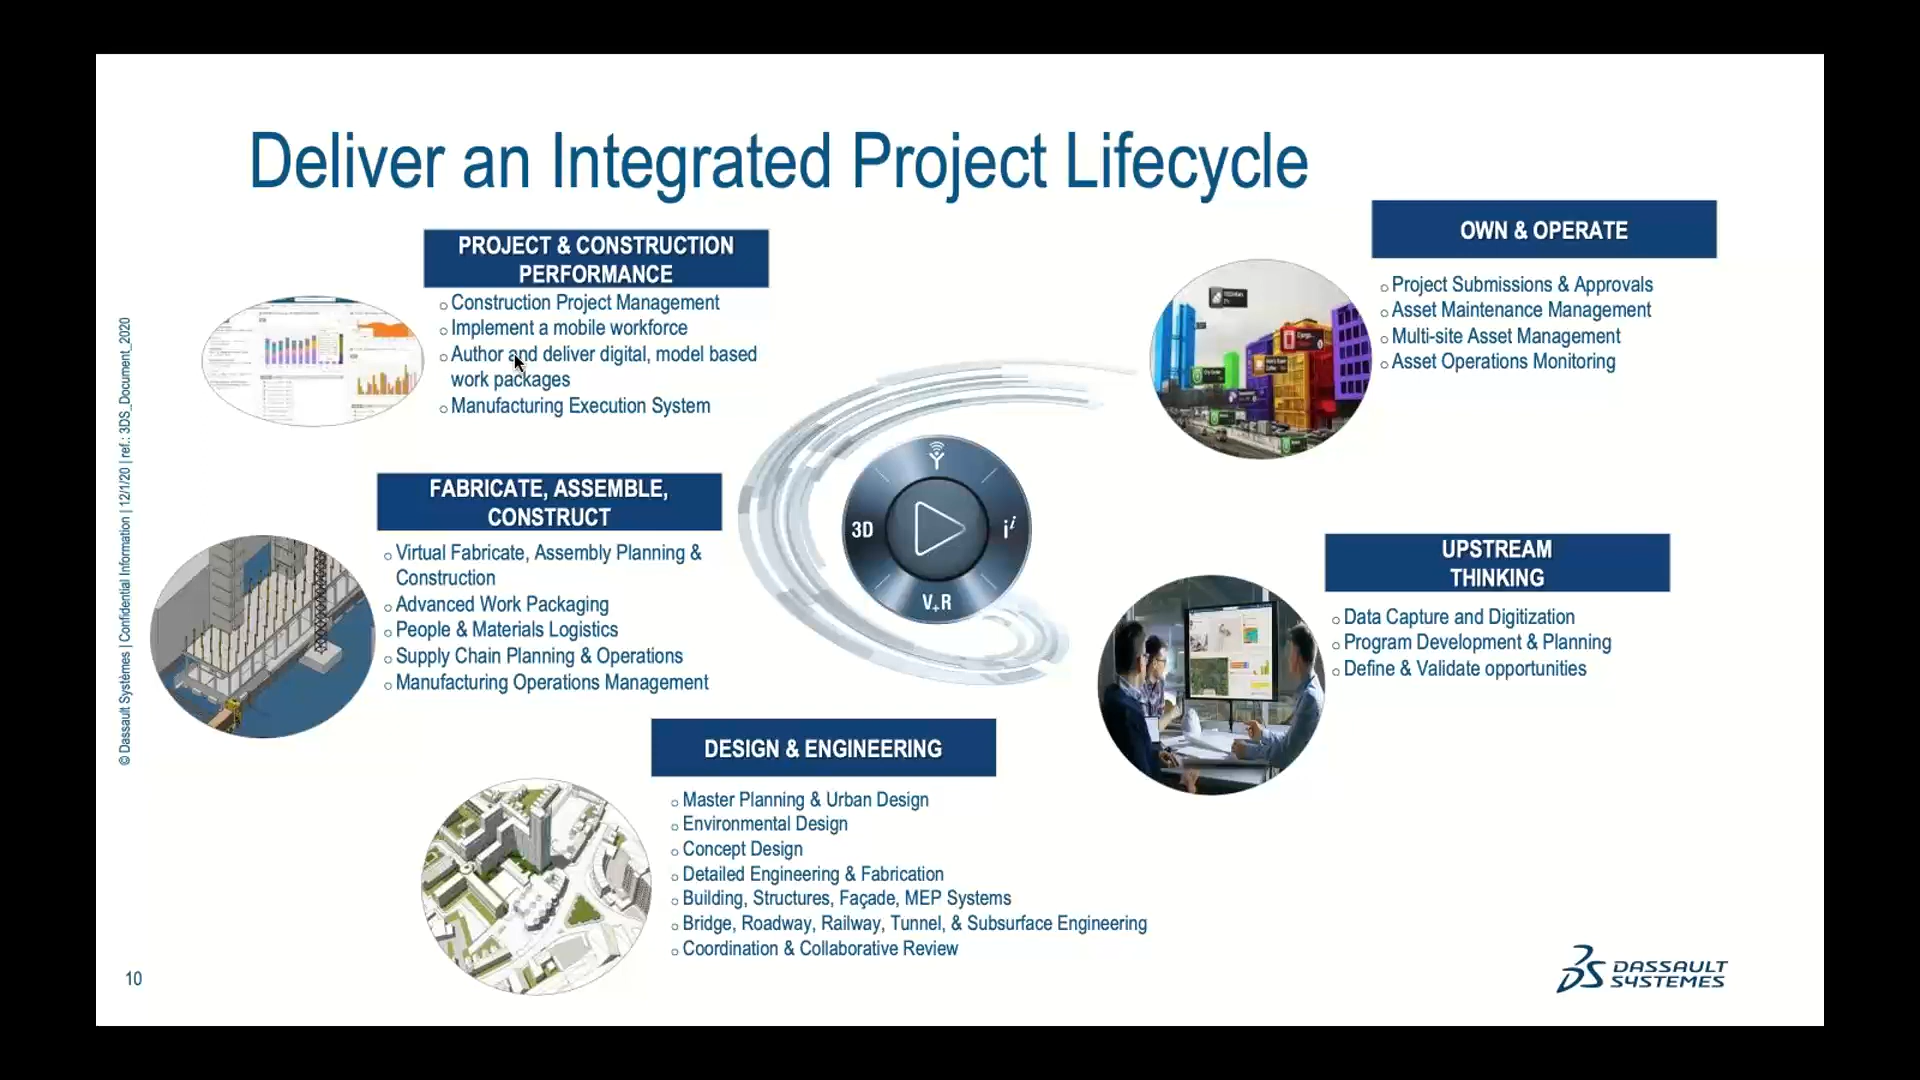 Deliver an Integrated Project Lifecycle
PROJECT & CONSTRUCTION
PERFORMANCE
Construction Project Management
Implement a mobile workforce
Author and deliver digital, model based
work packages
Manufacturing Execution System
OWN & OPERATE
Project Submissions & Approvals
Asset Maintenance Management
Multi-site Asset Management
Asset Operations Monitoring
FABRICATE, ASSEMBLE,
CONSTRUCT
Virtual Fabricate, Assembly Planning &
Construction
Advanced Work Packaging
People & Materials Logistics
Supply Chain Planning & Operations
Manufacturing Operations Management
3D
i i
V+R
UPSTREAM
THINKING
Data Capture and Digitization
Program Development & Planning
Define & Validate opportunities
DESIGN & ENGINEERING
Master Planning & Urban Design
Environmental Design
Concept Design
Detailed Engineering & Fabrication
Building, Structures, Façade, MEP Systems
Bridge, Roadway, Railway, Tunnel, & Subsurface Engineering
Coordination & Collaborative Review
© Dassault Systèmes | Confidential Information | 12/1/20 | ref.: 3DS_Document_2020
10
DASSAULT
SYSTEMES